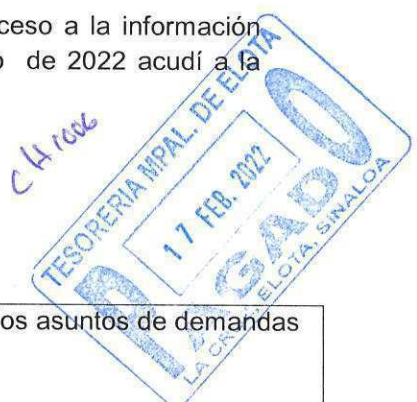 ceso a la información
de 2022 acudí a la
CH 1006
TESORERIA MPAL. DE ELOTA
17 FEB. 2022
PAGADO
LA CRUZ, ELOTA, SINALOA
os asuntos de demandas